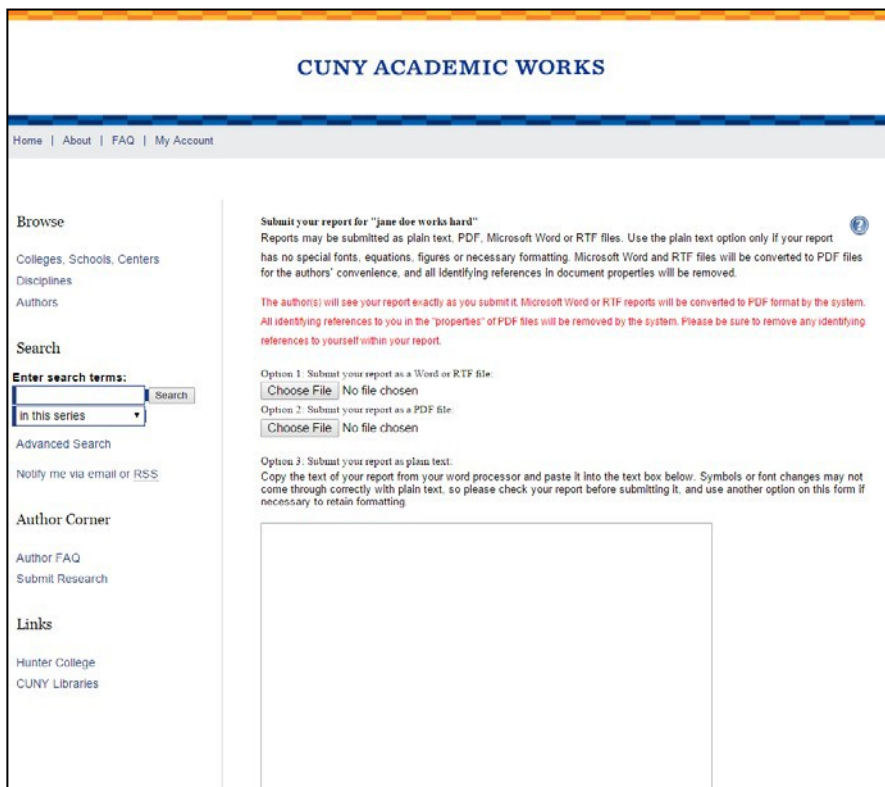 CUNY ACADEMIC WORKS
Home | About | FAQ | My Account
Browse
Colleges, Schools, Centers
Disciplines
Authors
Search
Enter search terms:
Search
in this series
Advanced Search
Notify me via email or RSS
Author Corner
Author FAQ
Submit Research
Links
Hunter College
CUNY Libraries
Submit your report for "jane doe works hard"
Reports may be submitted as plain text, PDF, Microsoft Word or RTF files. Use the plain text option only if your report
has no special fonts, equations, figures or necessary formatting. Microsoft Word and RTF files will be converted to PDF files
for the authors' convenience, and all identifying references in document properties will be removed.
The author(s) will see your report exactly as you submit it. Microsoft Word or RTF reports will be converted to PDF format by the system.
All identifying references to you in the "properties" of PDF files will be removed by the system. Please be sure to remove any identifying
references to yourself within your report.
Option 1: Submit your report as a Word or RTF file:
Choose File No file chosen
Option 2: Submit your report as a PDF file:
Choose File No file chosen
Option 3: Submit your report as plain text:
Copy the text of your report from your word processor and paste it into the text box below. Symbols or font changes may not
come through correctly with plain text, so please check your report before submitting it, and use another option on this form if
necessary to retain formatting.